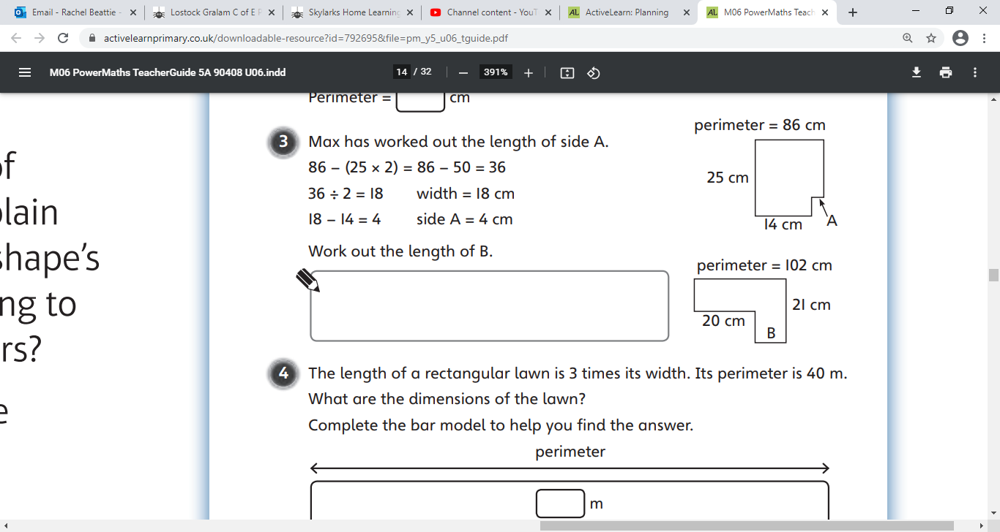 Email - Rachel Beattie -
Lostock Gralam C of E P
Skylarks Home Learning
Channel content - YouT
ActiveLearn: Planning
M06 PowerMaths Teach
activelearnprimary.co.uk/downloadable-resource?id=792695&file=pm_y5_u06_tguide.pdf
M06 PowerMaths TeacherGuide 5A 90408 U06.indd
14 / 32
391%
of
plain
shape's
ng to
rs?
e
Perimeter = cm
3 Max has worked out the length of side A.
86 – (25 × 2) = 86 – 50 = 36
36 ÷ 2 = 18 width = 18 cm
18 – 14 = 4 side A = 4 cm
perimeter = 86 cm
25 cm
14 cm
A
Work out the length of B.
perimeter = 102 cm
21 cm
20 cm
B
4 The length of a rectangular lawn is 3 times its width. Its perimeter is 40 m.
What are the dimensions of the lawn?
Complete the bar model to help you find the answer.
perimeter
m